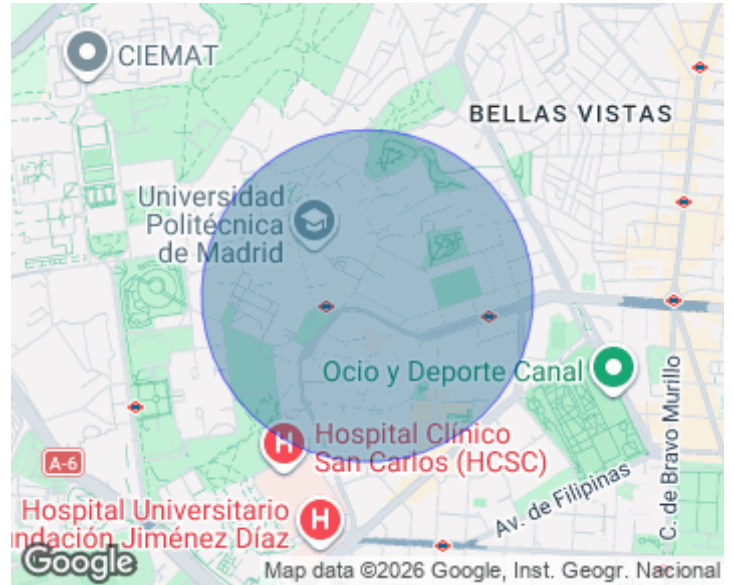 CIEMAT
BELLAS VISTAS
Universidad
Politécnica
de Madrid
Ocio y Deporte Canal
Hospital Clínico
San Carlos (HCSC)
H
A-6
Hospital Universitario
undación Jiménez Díaz
H
Av. de Filipinas
C. de Bravo Murillo
Google
Map data ©2026 Google, Inst. Geogr. Nacional